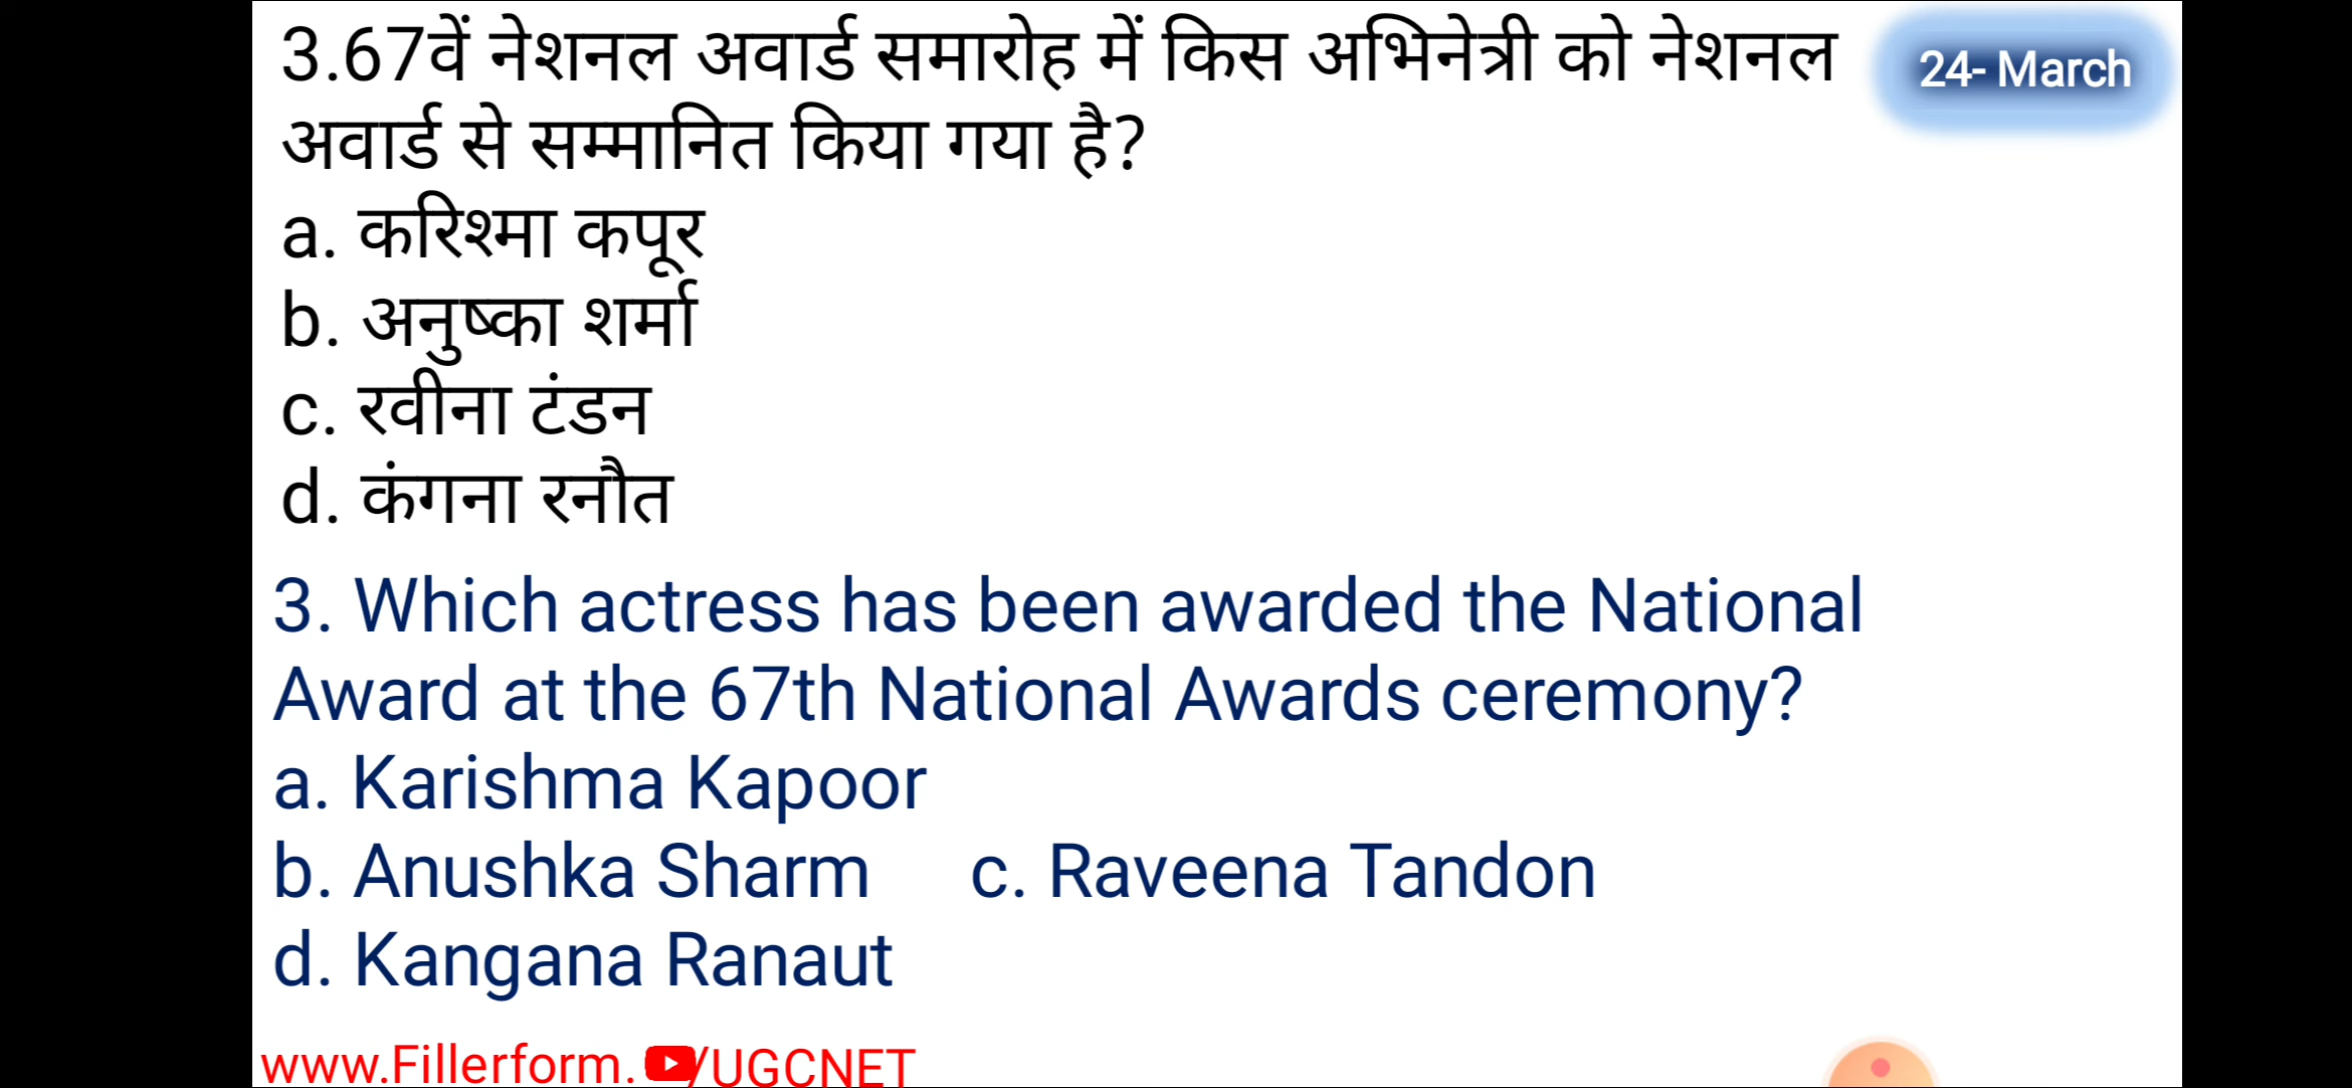 3.67वें नेशनल अवार्ड समारोह में किस अभिनेत्री को नेशनल
24- March
अवार्ड से सम्मानित किया गया है?
a. करिश्मा कपूर
b. अनुष्का शर्मा
c. रवीना टंडन
d. कंगना रनौत
3. Which actress has been awarded the National
Award at the 67th National Awards ceremony?
a. Karishma Kapoor
b. Anushka Sharm c. Raveena Tandon
d. Kangana Ranaut
www.Fillerform. /UGCNET